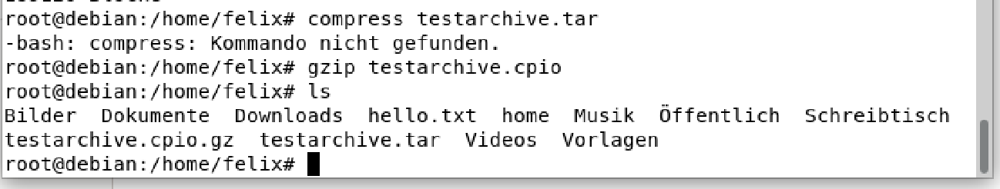 root@debian:/home/felix# compress testarchive.tar
-bash: compress: Kommando nicht gefunden.
root@debian:/home/felix# gzip testarchive.cpio
root@debian:/home/felix# ls
Bilder  Dokumente  Downloads  hello.txt  home  Musik  Öffentlich  Schreibtisch
testarchive.cpio.gz  testarchive.tar  Videos  Vorlagen
root@debian:/home/felix#